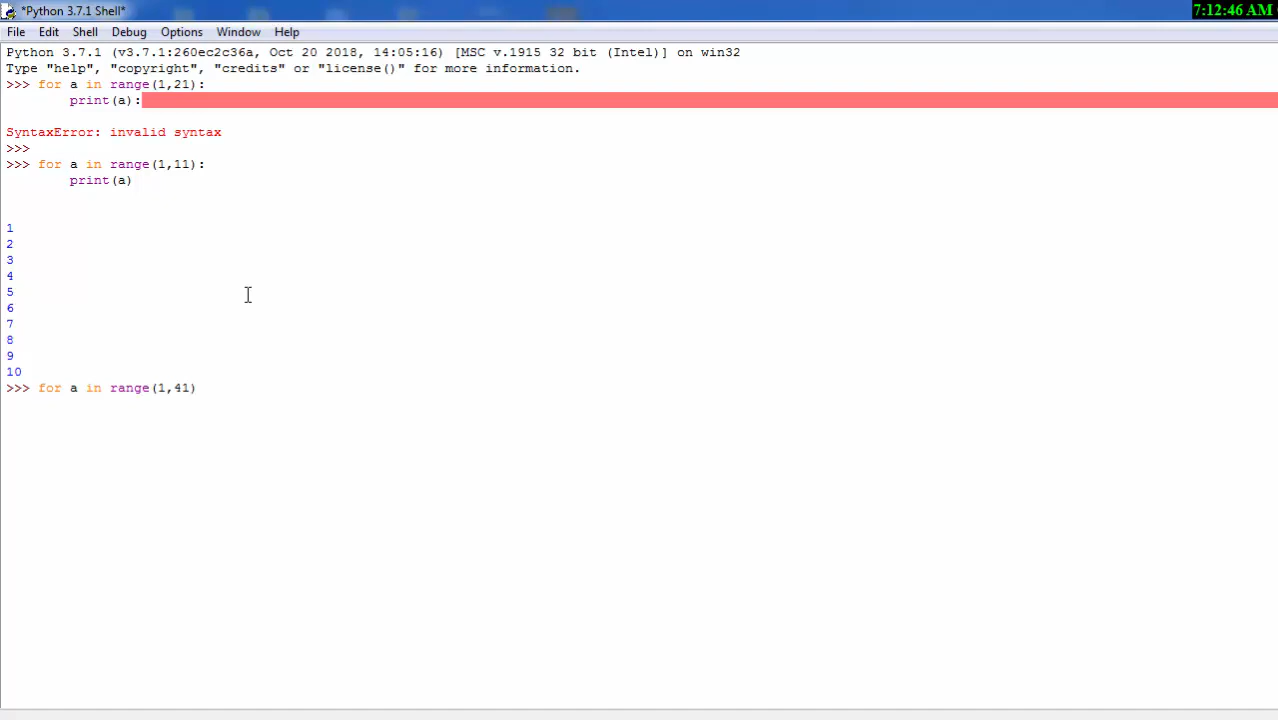 *Python 3.7.1 Shell*
7:12:46 AM
File Edit Shell Debug Options Window Help
Python 3.7.1 (v3.7.1:260ec2c36a, Oct 20 2018, 14:05:16) [MSC v.1915 32 bit (Intel)] on win32
Type "help", "copyright", "credits" or "license()" for more information.
>>> for a in range(1,21):
print(a):
SyntaxError: invalid syntax
>>>
>>> for a in range(1,11):
print(a)
1
2
3
4
5
6
7
8
9
10
>>> for a in range(1,41)